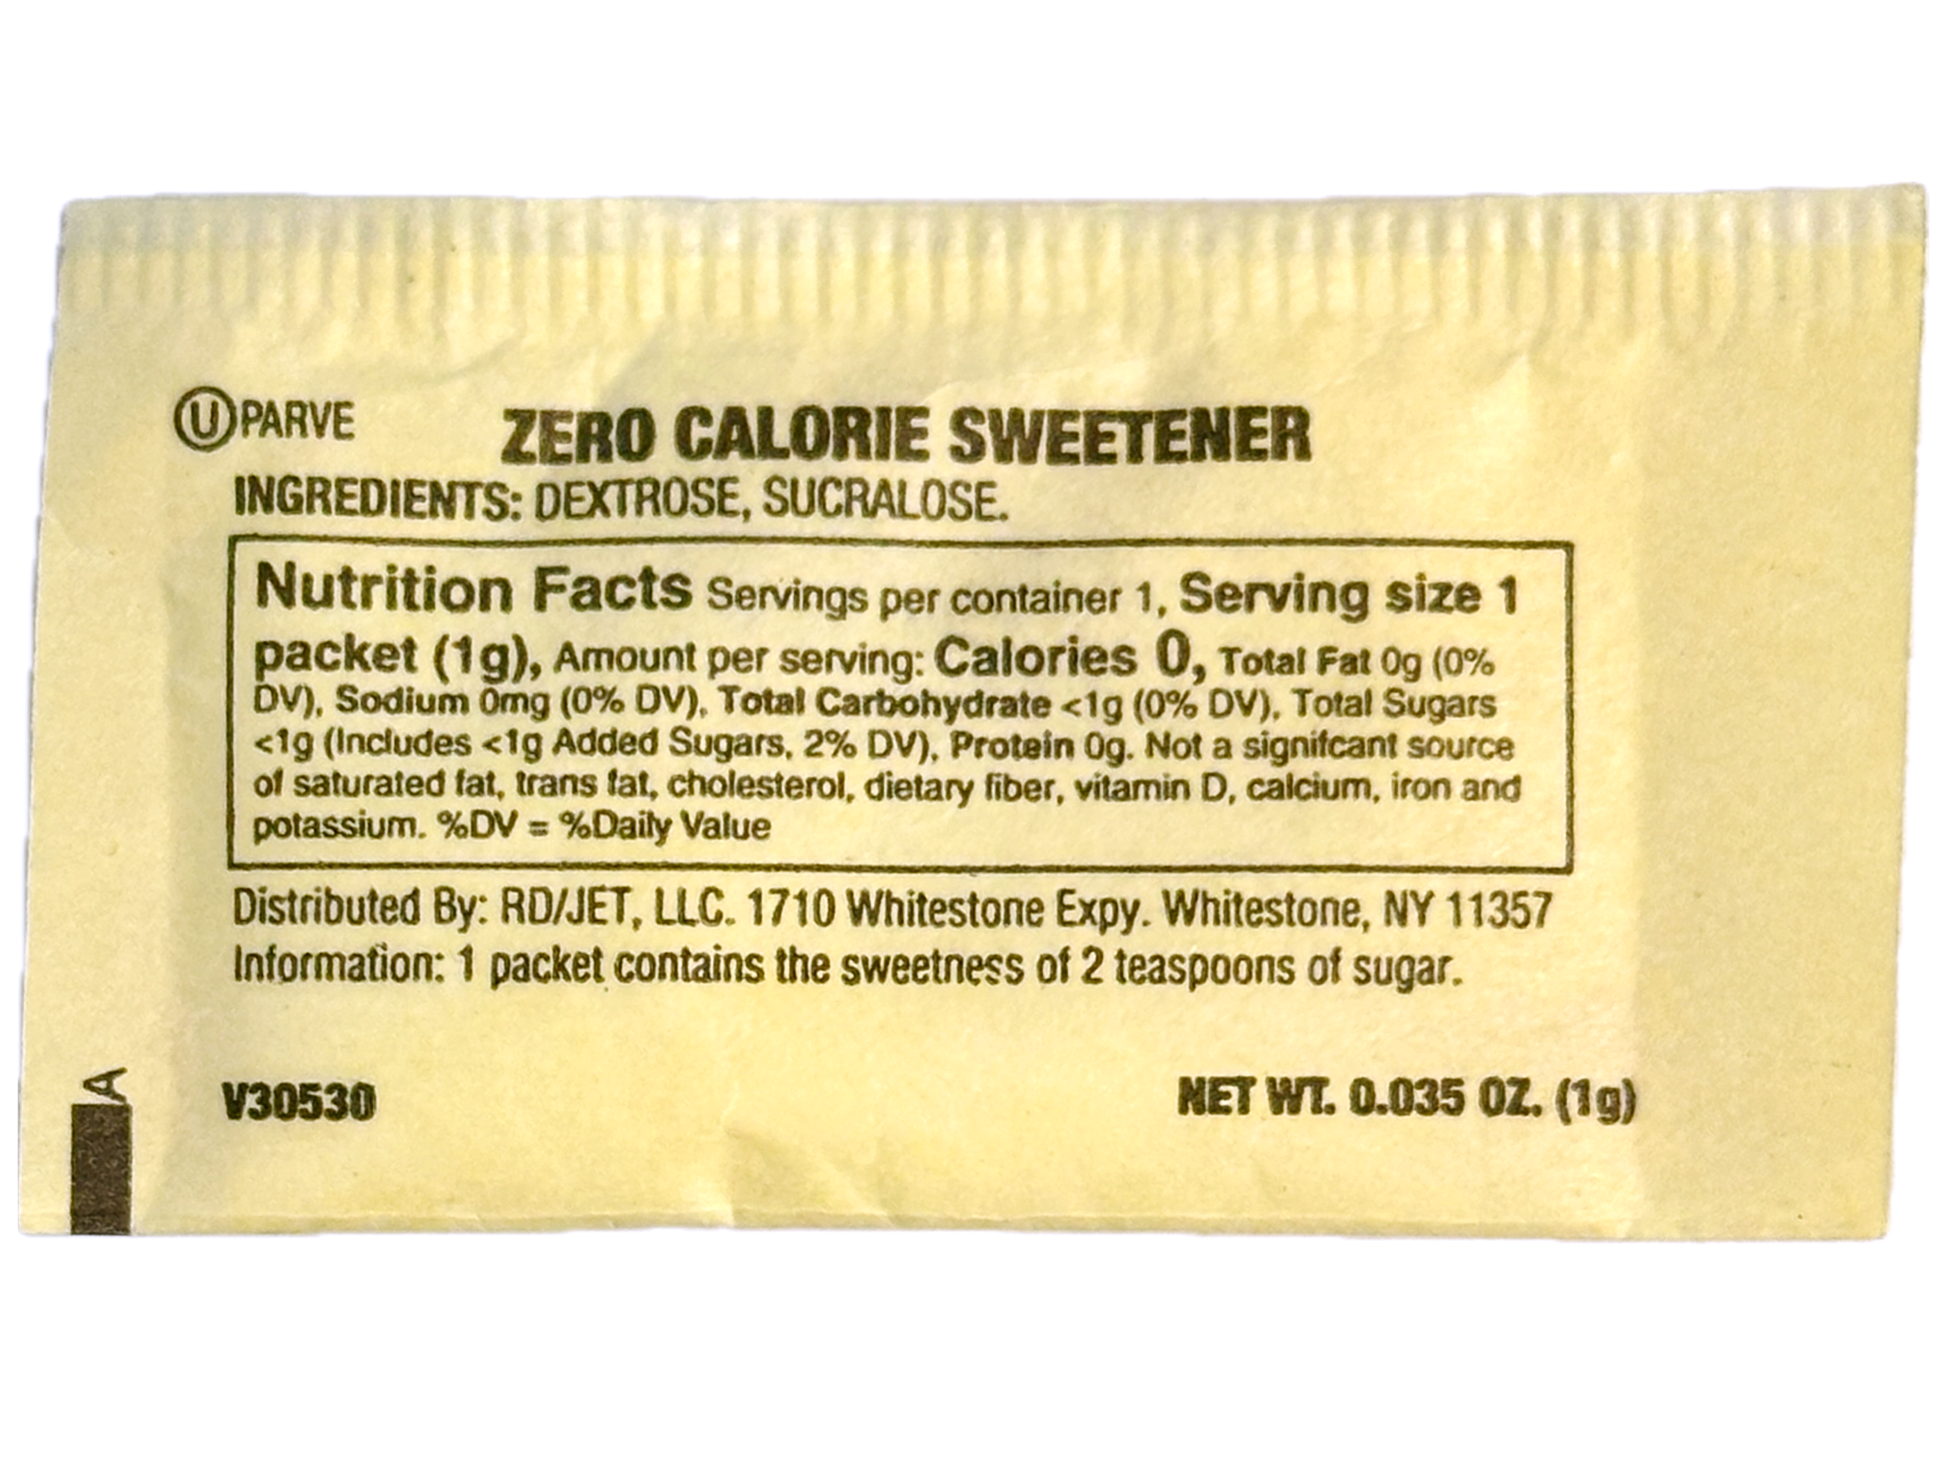 Ⓤ PARVE ZERO CALORIE SWEETENER
INGREDIENTS: DEXTROSE, SUCRALOSE.
Nutrition Facts Servings per container 1, Serving size 1
packet (1g), Amount per serving: Calories 0, Total Fat 0g (0%
DV), Sodium 0mg (0% DV), Total Carbohydrate <1g (0% DV), Total Sugars
<1g (Includes <1g Added Sugars, 2% DV), Protein 0g. Not a signifcant source
of saturated fat, trans fat, cholesterol, dietary fiber, vitamin D, calcium, iron and
potassium. %DV = %Daily Value
Distributed By: RD/JET, LLC. 1710 Whitestone Expy. Whitestone, NY 11357
Information: 1 packet contains the sweetness of 2 teaspoons of sugar.
A
V30530 NET WT. 0.035 OZ. (1g)